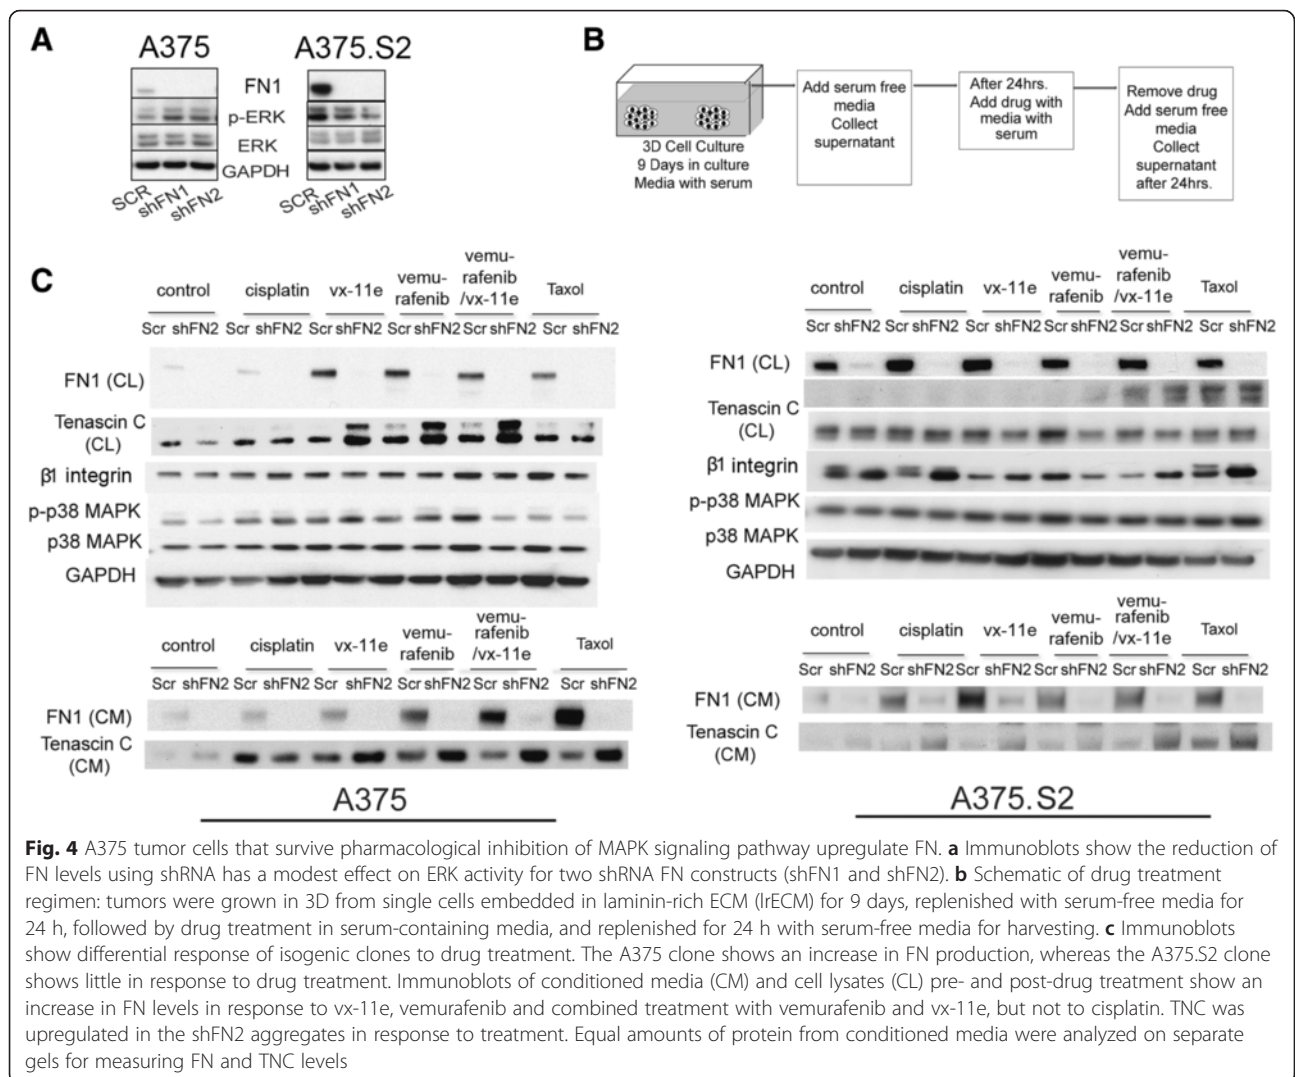 A
A375
A375.S2
FN1
p-ERK
ERK
GAPDH
SCR
shFN1
shFN2
SCR
shFN1
shFN2
B
3D Cell Culture
9 Days in culture
Media with serum
Add serum free
media
Collect
supernatant
After 24hrs.
Add drug with
media with
serum
Remove drug
Add serum free
media
Collect
supernatant
after 24hrs.
C
control
cisplatin
vx-11e
vemu-
rafenib
vemu-
rafenib
/vx-11e
Taxol
Scr shFN2 Scr shFN2 Scr shFN2 Scr shFN2 Scr shFN2 Scr shFN2
FN1 (CL)
Tenascin C
(CL)
β1 integrin
p-p38 MAPK
p38 MAPK
GAPDH
control
cisplatin
vx-11e
vemu-
rafenib
vemu-
rafenib
/vx-11e
Taxol
Scr shFN2 Scr shFN2 Scr shFN2 Scr shFN2 Scr shFN2 Scr shFN2
FN1 (CM)
Tenascin C
(CM)
A375
control
cisplatin
vx-11e
vemu-
rafenib
vemu-
rafenib
/vx-11e
Taxol
Scr shFN2 Scr shFN2 Scr shFN2 Scr shFN2 Scr shFN2 Scr shFN2
FN1 (CL)
Tenascin C
(CL)
β1 integrin
p-p38 MAPK
p38 MAPK
GAPDH
control
cisplatin
vx-11e
vemu-
rafenib
vemu-
rafenib
/vx-11e
Taxol
Scr shFN2 Scr shFN2 Scr shFN2 Scr shFN2 Scr shFN2 Scr shFN2
FN1 (CM)
Tenascin C
(CM)
A375.S2
Fig. 4 A375 tumor cells that survive pharmacological inhibition of MAPK signaling pathway upregulate FN. a Immunoblots show the reduction of
FN levels using shRNA has a modest effect on ERK activity for two shRNA FN constructs (shFN1 and shFN2). b Schematic of drug treatment
regimen: tumors were grown in 3D from single cells embedded in laminin-rich ECM (lrECM) for 9 days, replenished with serum-free media for
24 h, followed by drug treatment in serum-containing media, and replenished for 24 h with serum-free media for harvesting. c Immunoblots
show differential response of isogenic clones to drug treatment. The A375 clone shows an increase in FN production, whereas the A375.S2 clone
shows little in response to drug treatment. Immunoblots of conditioned media (CM) and cell lysates (CL) pre- and post-drug treatment show an
increase in FN levels in response to vx-11e, vemurafenib and combined treatment with vemurafenib and vx-11e, but not to cisplatin. TNC was
upregulated in the shFN2 aggregates in response to treatment. Equal amounts of protein from conditioned media were analyzed on separate
gels for measuring FN and TNC levels